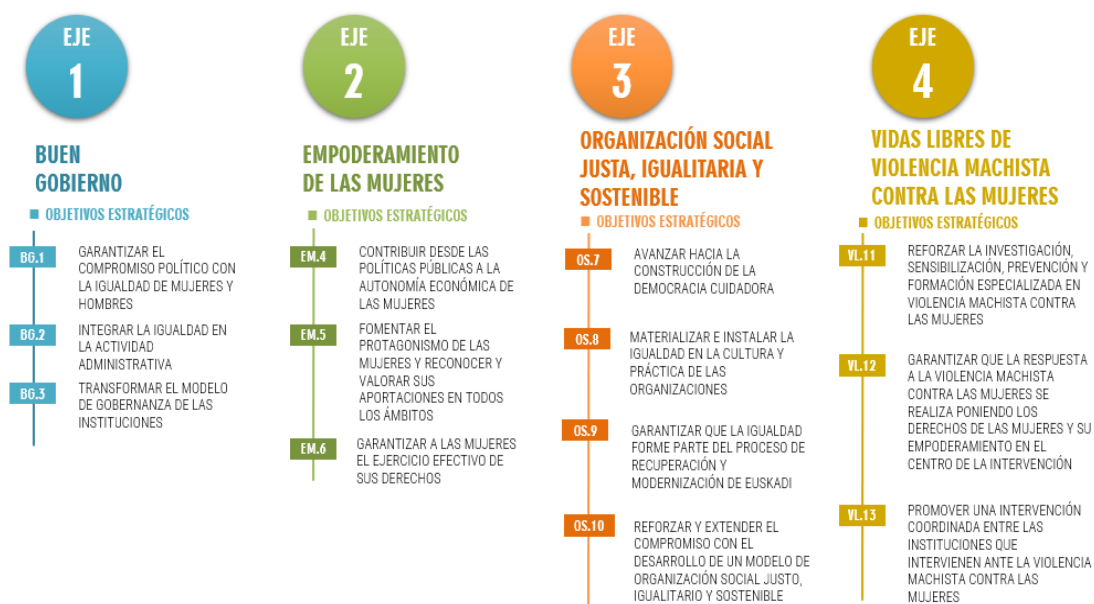 EJE
1
BUEN
GOBIERNO
OBJETIVOS ESTRATÉGICOS
BG.1
GARANTIZAR EL
COMPROMISO POLÍTICO CON
LA IGUALDAD DE MUJERES Y
HOMBRES
BG.2
INTEGRAR LA IGUALDAD EN
LA ACTIVIDAD
ADMINISTRATIVA
BG.3
TRANSFORMAR EL MODELO
DE GOBERNANZA DE LAS
INSTITUCIONES
EJE
2
EMPODERAMIENTO
DE LAS MUJERES
OBJETIVOS ESTRATÉGICOS
EM.4
CONTRIBUIR DESDE LAS
POLÍTICAS PÚBLICAS A LA
AUTONOMÍA ECONÓMICA DE
LAS MUJERES
EM.5
FOMENTAR EL
PROTAGONISMO DE LAS
MUJERES Y RECONOCER Y
VALORAR SUS
APORTACIONES EN TODOS
LOS ÁMBITOS
EM.6
GARANTIZAR A LAS MUJERES
EL EJERCICIO EFECTIVO DE
SUS DERECHOS
EJE
3
ORGANIZACIÓN SOCIAL
JUSTA, IGUALITARIA Y
SOSTENIBLE
OBJETIVOS ESTRATÉGICOS
OS.7
AVANZAR HACIA LA
CONSTRUCCIÓN DE LA
DEMOCRACIA CUIDADORA
OS.8
MATERIALIZAR E INSTALAR LA
IGUALDAD EN LA CULTURA Y
PRÁCTICA DE LAS
ORGANIZACIONES
OS.9
GARANTIZAR QUE LA IGUALDAD
FORME PARTE DEL PROCESO DE
RECUPERACIÓN Y
MODERNIZACIÓN DE EUSKADI
OS.10
REFORZAR Y EXTENDER EL
COMPROMISO CON EL
DESARROLLO DE UN MODELO DE
ORGANIZACIÓN SOCIAL JUSTO,
IGUALITARIO Y SOSTENIBLE
EJE
4
VIDAS LIBRES DE
VIOLENCIA MACHISTA
CONTRA LAS MUJERES
OBJETIVOS ESTRATÉGICOS
VL.11
REFORZAR LA INVESTIGACIÓN,
SENSIBILIZACIÓN, PREVENCIÓN Y
FORMACIÓN ESPECIALIZADA EN
VIOLENCIA MACHISTA CONTRA
LAS MUJERES
VL.12
GARANTIZAR QUE LA RESPUESTA
A LA VIOLENCIA MACHISTA
CONTRA LAS MUJERES SE
REALIZA PONIENDO LOS
DERECHOS DE LAS MUJERES Y SU
EMPODERAMIENTO EN EL
CENTRO DE LA INTERVENCIÓN
VL.13
PROMOVER UNA INTERVENCIÓN
COORDINADA ENTRE LAS
INSTITUCIONES QUE
INTERVIENEN ANTE LA VIOLENCIA
MACHISTA CONTRA LAS
MUJERES